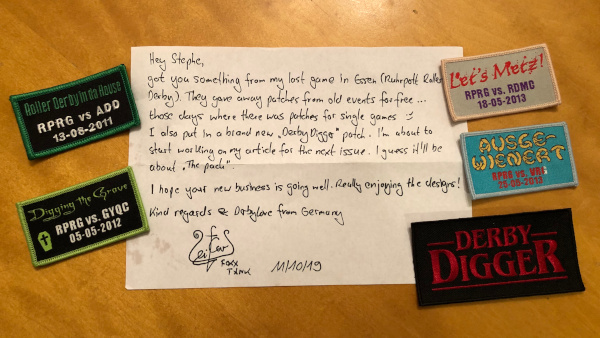 Hey Stephe,
got you something from my last game in Essen (Ruhrpott Roller
Derby). They gave away patches from old events for free ...
those days where there was patches for single games
I also put in a brand new "Derby Digger" patch. I'm about to
start working on my article for the next issue. I guess it'll be
about "The pack".
I hope your new business is going well. Really enjoying the designs!
Kind regards & Derbylove from Germany
11/10/19
Roller Derby in da House
RPRG vs ADD
13-08-2011
Digging the Grave
RPRG vs. GYQC
05-05-2012
Let's Metz!
RPRG vs. RDMC
18-05-2013
AUSGE-
WIENERT
RPRG vs. VRD
DERBY
DIGGER